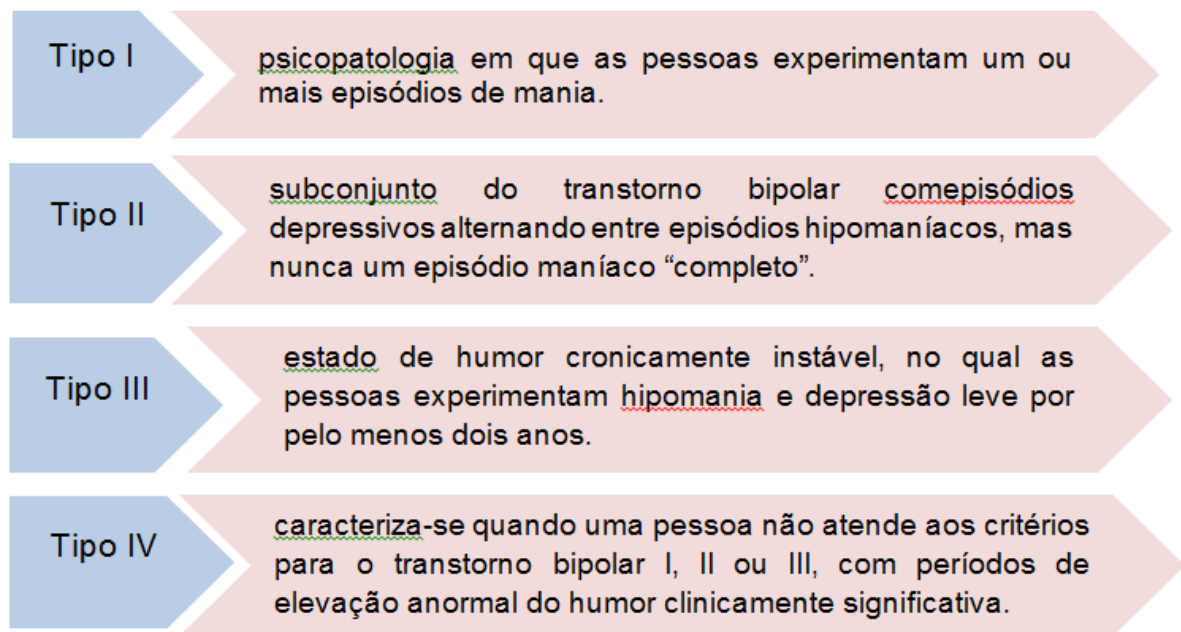 Tipo I
psicopatologia em que as pessoas experimentam um ou
mais episódios de mania.
Tipo II
subconjunto do transtorno bipolar comepisódios
depressivos alternando entre episódios hipomaníacos, mas
nunca um episódio maníaco “completo”.
Tipo III
estado de humor cronicamente instável, no qual as
pessoas experimentam hipomania e depressão leve por
pelo menos dois anos.
Tipo IV
caracteriza-se quando uma pessoa não atende aos critérios
para o transtorno bipolar I, II ou III, com períodos de
elevação anormal do humor clinicamente significativa.